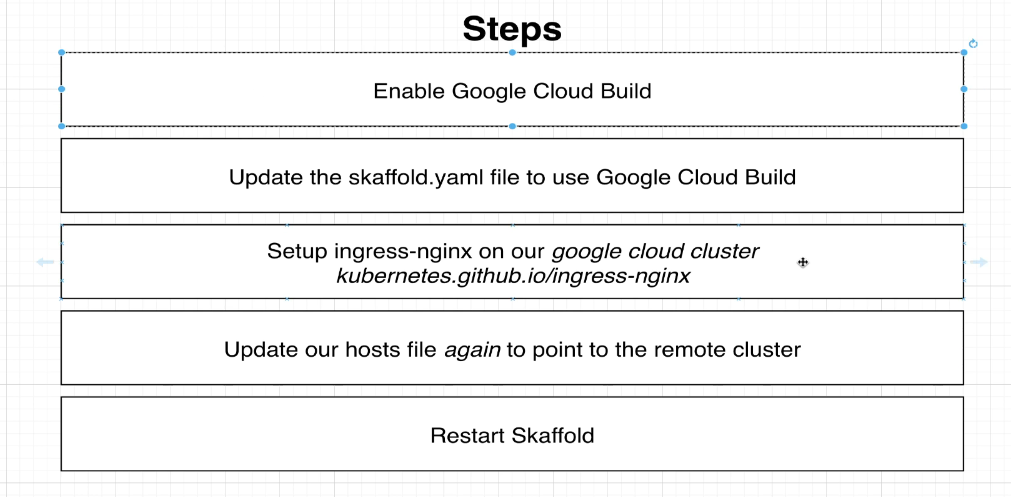 Steps
Enable Google Cloud Build
Update the skaffold.yaml file to use Google Cloud Build
Setup ingress-nginx on our google cloud cluster
kubernetes.github.io/ingress-nginx
Update our hosts file again to point to the remote cluster
Restart Skaffold